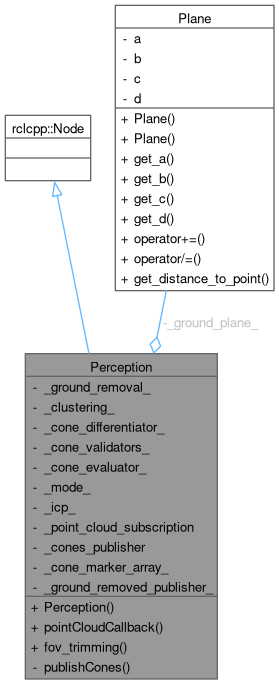 Plane
- a
- b
- c
- d
+ Plane()
+ Plane()
+ get_a()
+ get_b()
+ get_c()
+ get_d()
+ operator+=()
+ operator/=()
+ get_distance_to_point()
rclcpp::Node
-_ground_plane_
Perception
- _ground_removal_
- _clustering_
- _cone_differentiator_
- _cone_validators_
- _cone_evaluator_
- _mode_
- _icp_
- _point_cloud_subscription
- _cones_publisher
- _cone_marker_array_
- _ground_removed_publisher_
+ Perception()
+ pointCloudCallback()
+ fov_trimming()
- publishCones()